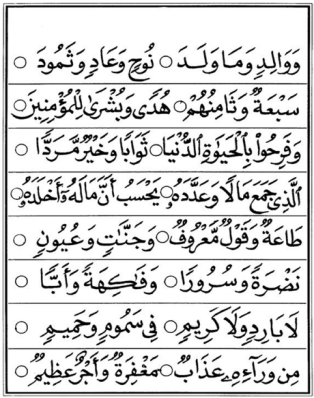 وَوَالِدٍ وَمَا وَلَدَ ○ نُوحٍ وَعَادٍ وَثَمُودَ ○
سَبْعَةٌ وَثَامِنُهُمْ ○ هُدًى وَبُشْرَىٰ لِلْمُؤْمِنِينَ ○
وَفَرِحُوا۟ بِالْحَيَوٰةِ الدُّنْيَا ○ ثَوَابًا وَخَيْرٌ مَّرَدًّا ○
الَّذِى جَمَعَ مَالًا وَعَدَّدَهُۥ ○ يَحْسَبُ أَنَّ مَالَهُۥٓ أَخْلَدَهُۥ ○
طَاعَةٌ وَقَوْلٌ مَّعْرُوفٌ ○ وَجَنَّٰتٍ وَعُيُونٍ ○
نَضْرَةً وَسُرُورًا ○ وَفَٰكِهَةً وَأَبًّا ○
لَا بَارِدٍ وَلَا كَرِيمٍ ○ فِى سَمُومٍ وَحَمِيمٍ ○
مِن وَرَآءِهِۦ عَذَابٌ ○ مَغْفِرَةٌ وَأَجْرٌ عَظِيمٌ ○